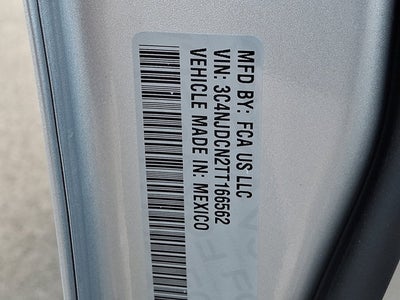 MFD BY: FCA US LLC
VIN: 3C4NJDCN2TT166562
VEHICLE MADE IN: MEXICO